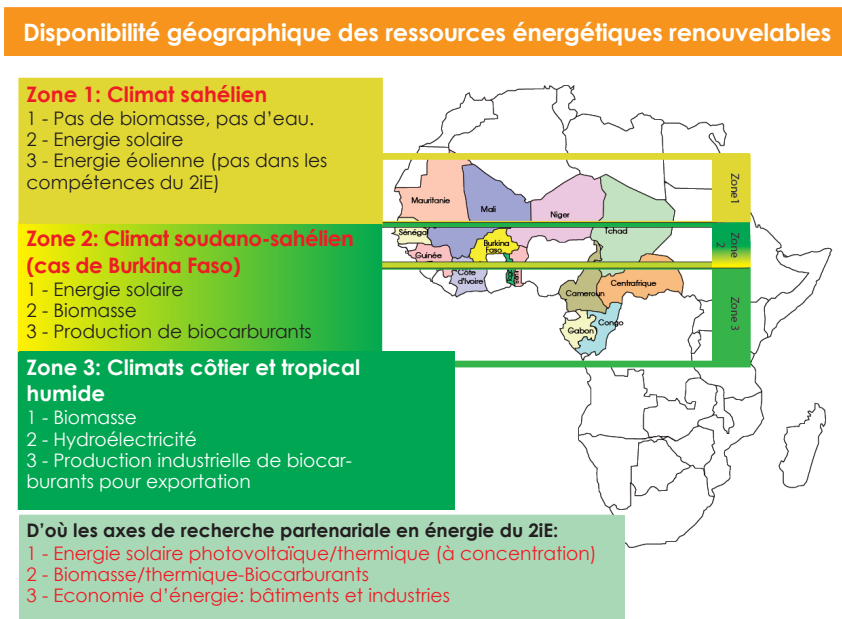 Disponibilité géographique des ressources énergétiques renouvelables
Zone 1: Climat sahélien
1 - Pas de biomasse, pas d'eau.
2 - Energie solaire
3 - Energie éolienne (pas dans les
compétences du 2iE)
Zone 2: Climat soudano-sahélien
(cas de Burkina Faso)
1 - Energie solaire
2 - Biomasse
3 - Production de biocarburants
Zone 3: Climats côtier et tropical
humide
1 - Biomasse
2 - Hydroélectricité
3 - Production industrielle de biocar-
burants pour exportation
Mauritanie
Mali
Niger
Tchad
Sénégal
Guinée
Burkina
Faso
Côte
d'Ivoire
Cameroun
Centrafrique
Gabon
Congo
Zone1
Zone
2
Zone 3
D'où les axes de recherche partenariale en énergie du 2iE:
1 - Energie solaire photovoltaïque/thermique (à concentration)
2 - Biomasse/thermique-Biocarburants
3 - Economie d'énergie: bâtiments et industries